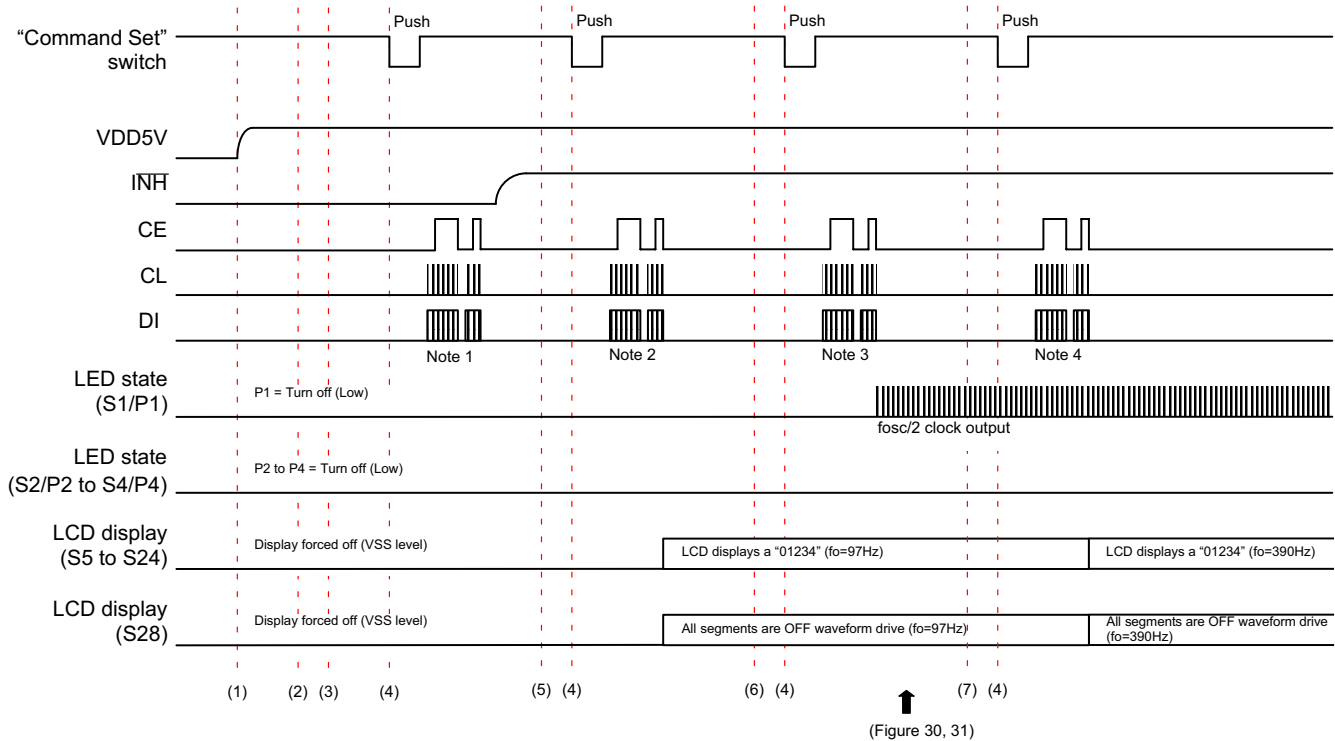 Push
Push
Push
Push
“Command Set”
switch
VDD5V
INH
CE
CL
DI
Note 1
Note 2
Note 3
Note 4
LED state
(S1/P1)
P1 = Turn off (Low)
fosc/2 clock output
LED state
(S2/P2 to S4/P4)
P2 to P4 = Turn off (Low)
LCD display
(S5 to S24)
Display forced off (VSS level)
LCD displays a “01234” (fo=97Hz)
LCD displays a “01234” (fo=390Hz)
LCD display
(S28)
Display forced off (VSS level)
All segments are OFF waveform drive (fo=97Hz)
All segments are OFF waveform drive
(fo=390Hz)
(1) (2) (3) (4) (5) (4) (6) (4) (7) (4)
(Figure 30, 31)